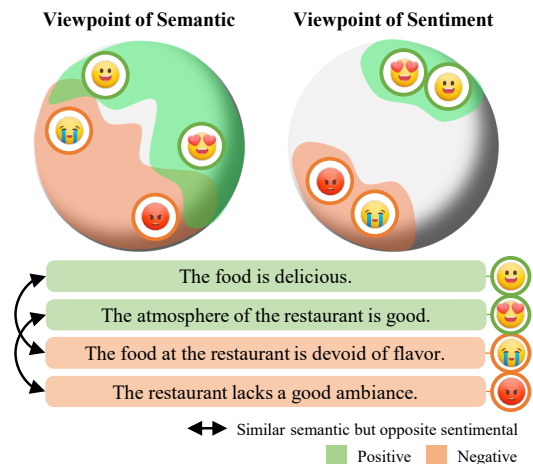 Viewpoint of Semantic
Viewpoint of Sentiment
The food is delicious.
The atmosphere of the restaurant is good.
The food at the restaurant is devoid of flavor.
The restaurant lacks a good ambiance.
Similar semantic but opposite sentimental
Positive
Negative